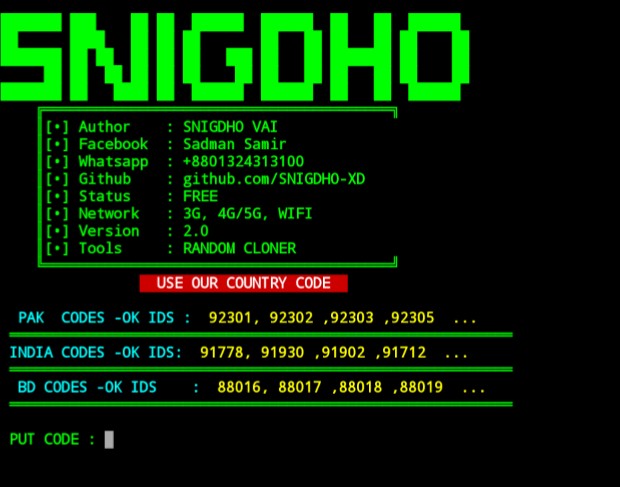 SNIGDHO
[•] Author : SNIGDHO VAI
[•] Facebook : Sadman Samir
[•] Whatsapp : +8801324313100
[•] Github : github.com/SNIGDHO-XD
[•] Status : FREE
[•] Network : 3G, 4G/5G, WIFI
[•] Version : 2.0
[•] Tools : RANDOM CLONER
USE OUR COUNTRY CODE
PAK CODES -OK IDS : 92301, 92302 ,92303 ,92305 ...
INDIA CODES -OK IDS: 91778, 91930 ,91902 ,91712 ...
BD CODES -OK IDS : 88016, 88017 ,88018 ,88019 ...
PUT CODE :